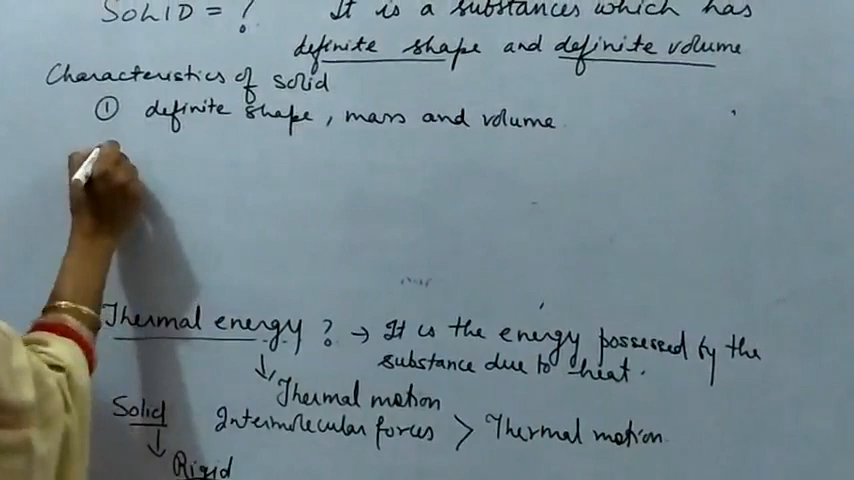 SOLID = ? It is a substances which has
definite shape and definite volume
Characteristics of solid
① definite shape, mass and volume.
Thermal energy ? → It is the energy possessed by the
substance due to heat.
↓ Thermal motion
Solid Intermolecular forces > Thermal motion
↓ Rigid